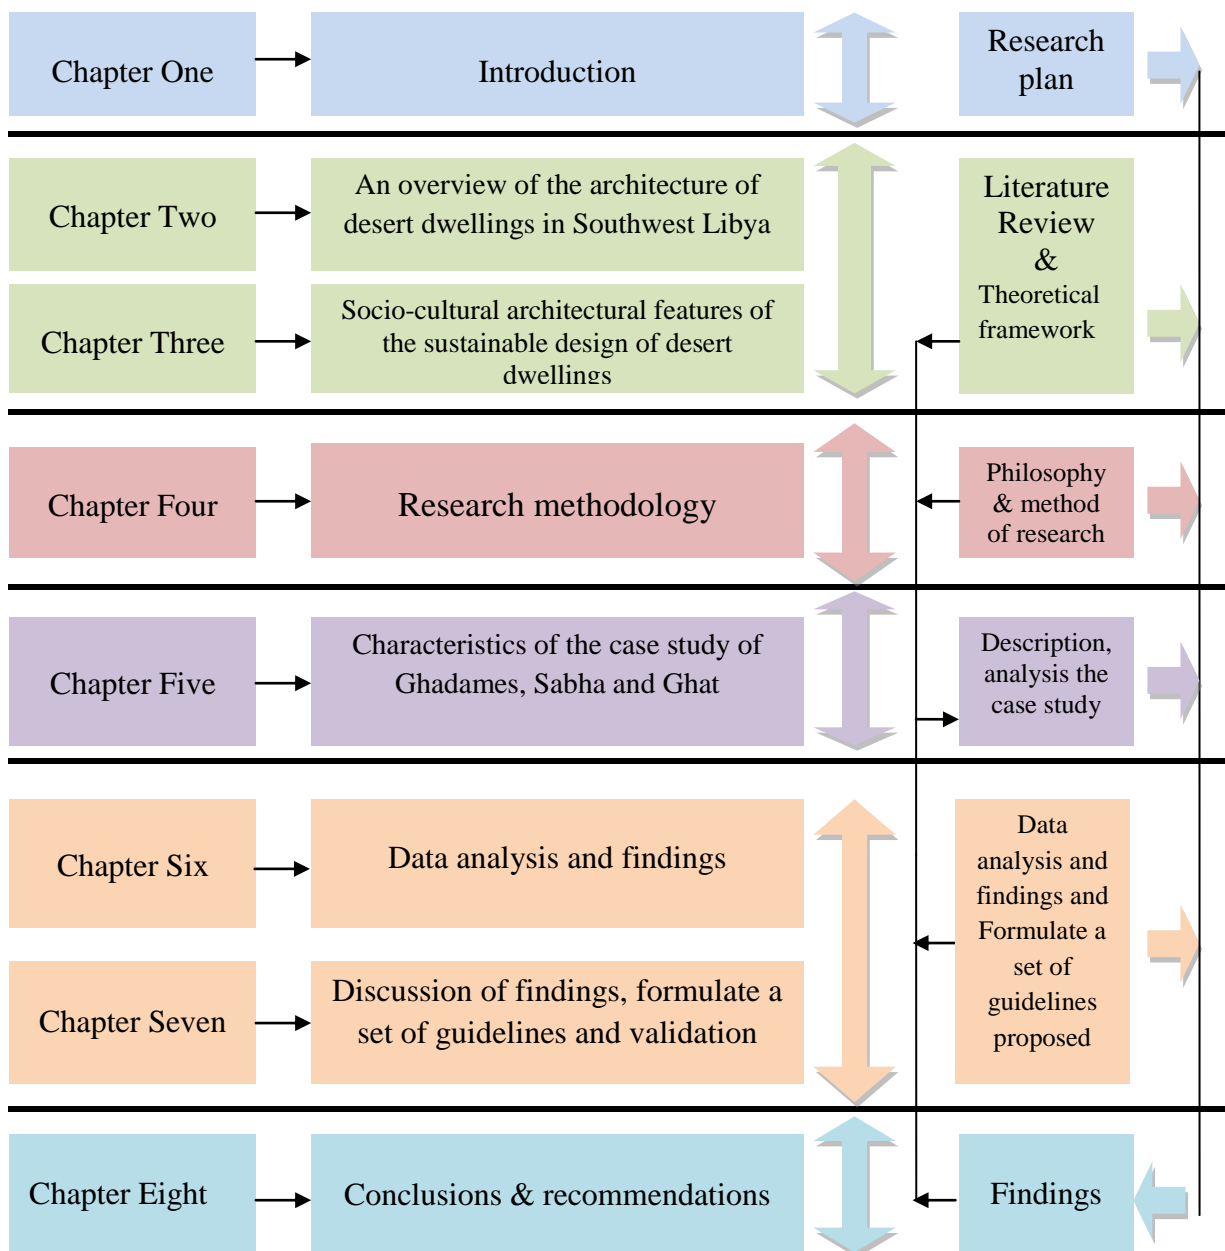 Chapter One
Introduction
Research
plan
Chapter Two
An overview of the architecture of
desert dwellings in Southwest Libya
Literature
Review
&
Theoretical
framework
Chapter Three
Socio-cultural architectural features of
the sustainable design of desert
dwellings
Chapter Four
Research methodology
Philosophy
& method
of research
Chapter Five
Characteristics of the case study of
Ghadames, Sabha and Ghat
Description,
analysis the
case study
Chapter Six
Data analysis and findings
Data
analysis and
findings and
Formulate a
set of
guidelines
proposed
Chapter Seven
Discussion of findings, formulate a
set of guidelines and validation
Chapter Eight
Conclusions & recommendations
Findings